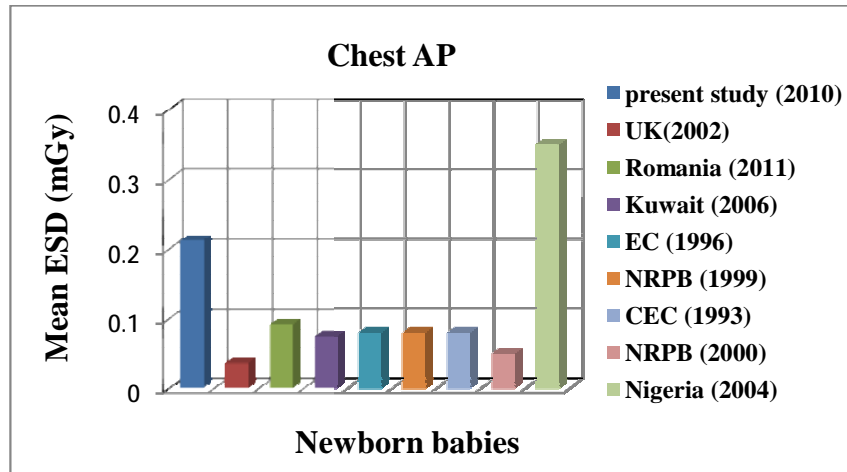 Chest AP
Mean ESD (mGy)
0.4
0.3
0.2
0.1
0
Newborn babies
present study (2010)
UK(2002)
Romania (2011)
Kuwait (2006)
EC (1996)
NRPB (1999)
CEC (1993)
NRPB (2000)
Nigeria (2004)